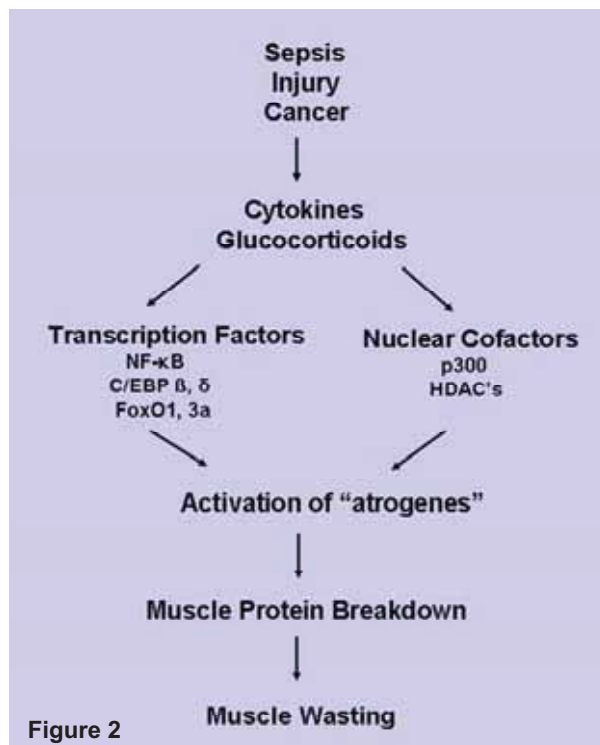 Sepsis
Injury
Cancer
Cytokines
Glucocorticoids
Transcription Factors
NF-κB
C/EBP ß, δ
FoxO1, 3a
Nuclear Cofactors
p300
HDAC's
Activation of “atrogenes”
Muscle Protein Breakdown
Muscle Wasting
Figure 2